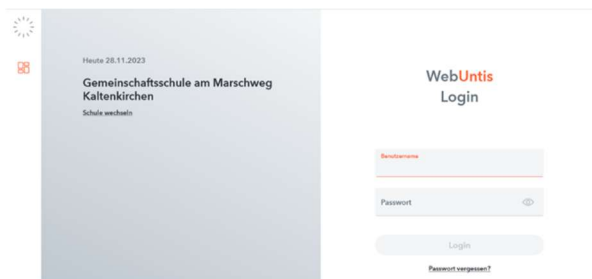 Heute 28.11.2023
Gemeinschaftsschule am Marschweg
Kaltenkirchen
Schule wechseln
WebUntis
Login
Benutzername
Passwort
Login
Passwort vergessen?